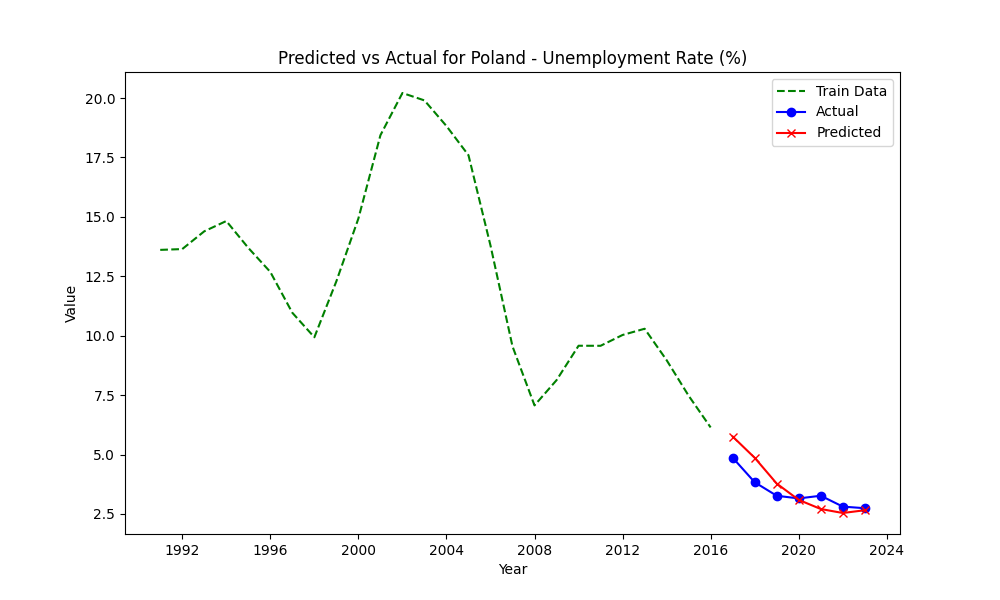 Predicted vs Actual for Poland - Unemployment Rate (%)
Train Data
Actual
Predicted
Value
20.0
17.5
15.0
12.5
10.0
7.5
5.0
2.5
1992 1996 2000 2004 2008 2012 2016 2020 2024
Year